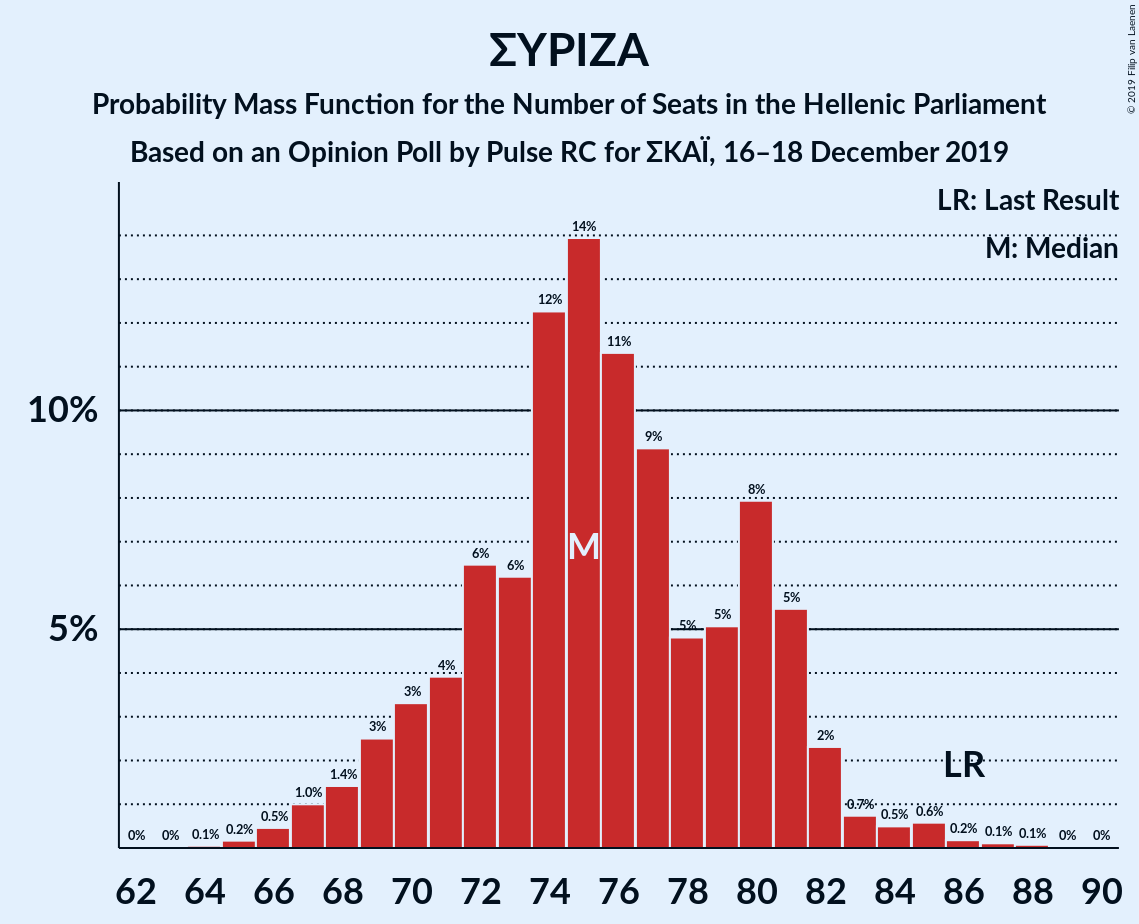 ΣΥΡΙΖΑ
Probability Mass Function for the Number of Seats in the Hellenic Parliament
Based on an Opinion Poll by Pulse RC for ΣΚΑΪ, 16–18 December 2019
© 2019 Filip van Laenen
LR: Last Result
M: Median
14%
12%
11%
10%
9%
8%
M
6%
6%
5%
5%
5%
5%
4%
3%
3%
2%
LR
1.4%
1.0%
0.7%
0.6%
0.5%
0.5%
0% 0% 0.1% 0.2%
0.2% 0.1% 0.1% 0% 0%
62 64 66 68 70 72 74 76 78 80 82 84 86 88 90